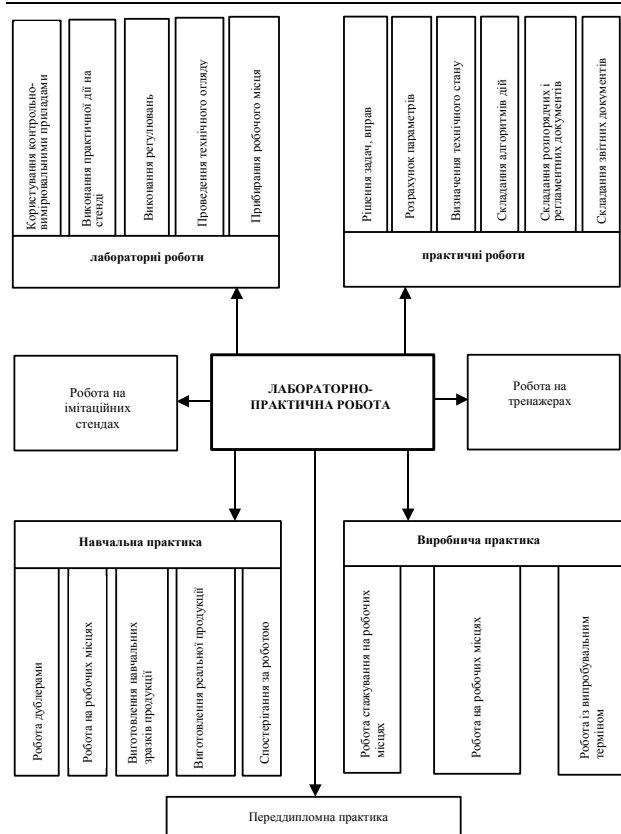 Користування контрольно-
вимірювальними приладами
Виконання практичної дії на
стенді
Виконання регулювань
Проведення технічного огляду
Прибирання робочого місця
лабораторні роботи
Рішення задач, вправ
Розрахунок параметрів
Визначення технічного стану
Складання алгоритмів дій
Складання розпорядчих і
регламентних документів
Складання звітних документів
практичні роботи
Робота на
імітаційних
стендах
ЛАБОРАТОРНО-
ПРАКТИЧНА РОБОТА
Робота на
тренажерах
Навчальна практика
Робота дублерами
Робота на робочих місцях
Виготовлення навчальних
зразків продукції
Виготовлення реальної продукції
Спостерігання за роботою
Виробнича практика
Робота стажування на робочих
місцях
Робота на робочих місцях
Робота із випробувальним
терміном
Переддипломна практика